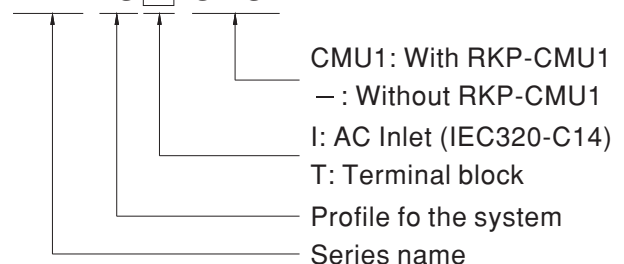 CMU1: With RKP-CMU1
— : Without RKP-CMU1
I: AC Inlet (IEC320-C14)
T: Terminal block
Profile fo the system
Series name